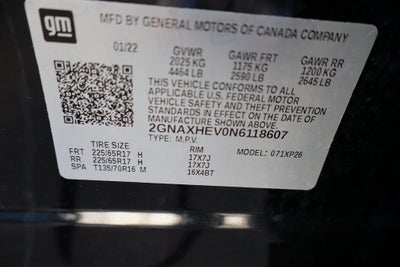 gm
MFD BY GENERAL MOTORS OF CANADA COMPANY
01/22 GVWR GAWR FRT GAWR RR
2025 KG 1175 KG 1200 KG
4464 LB 2590 LB 2645 LB
THIS VEHICLE CONFORMS TO ALL
APPLICABLE U.S. FEDERAL MOTOR
VEHICLE SAFETY AND THEFT
PREVENTION STANDARDS IN EFFECT
ON THE DATE OF
MANUFACTURE SHOWN ABOVE.
2GNAXHEV0N6118607
TYPE: M.P.V. MODEL: 071XP26
TIRE SIZE RIM
FRT 225/65R17 H 17X7J
RR 225/65R17 H 17X7J
SPA T135/70R16 M 16X4BT